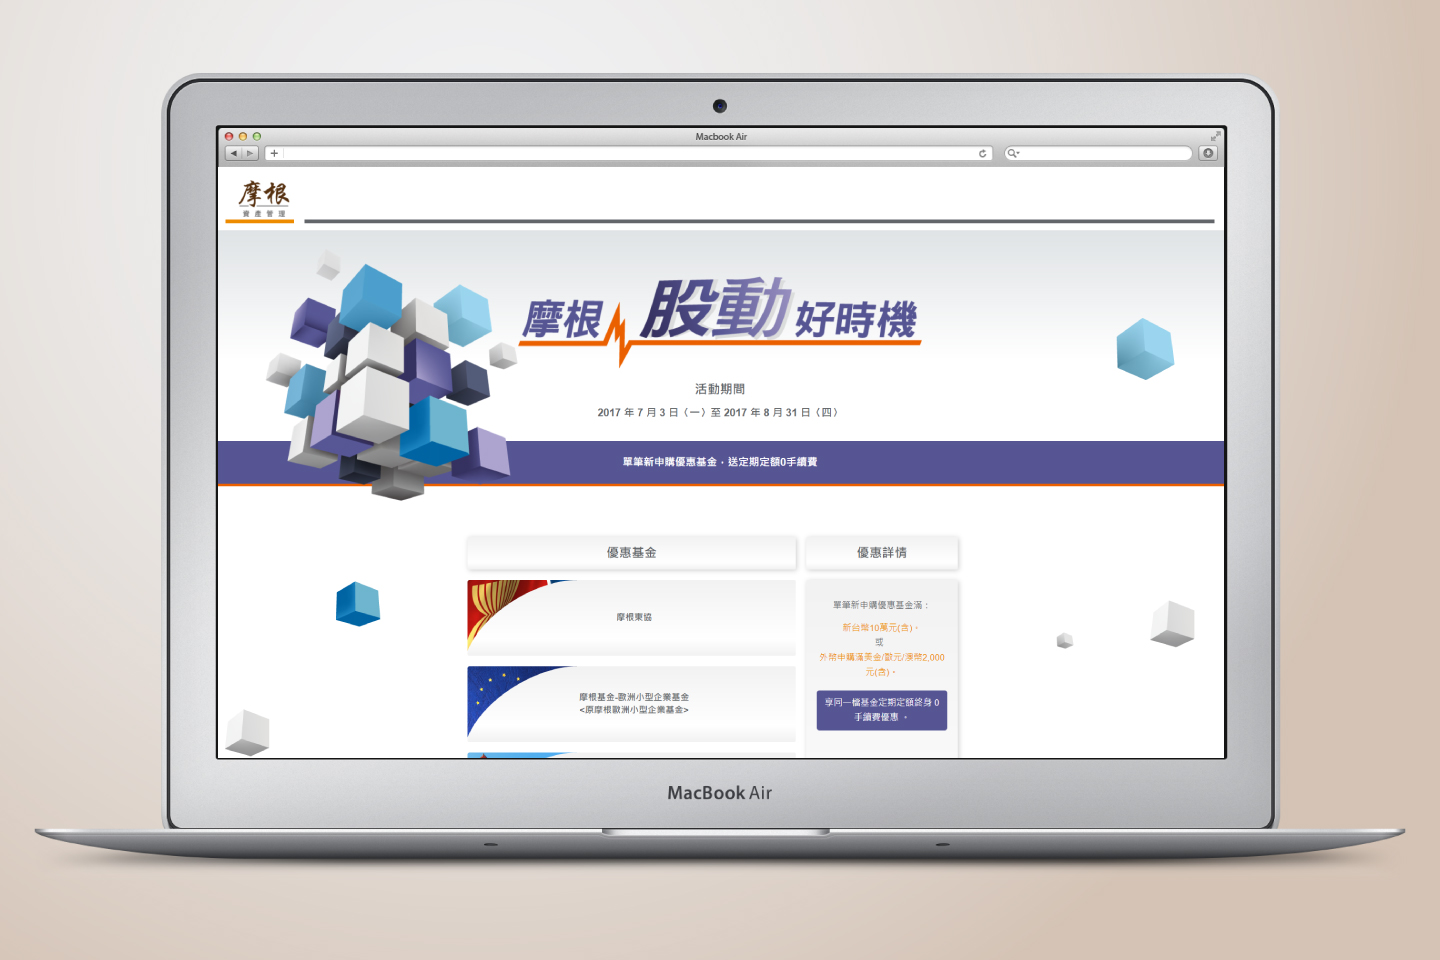 Macbook Air
摩根
資產管理
摩根 股動 好時機
活動期間
2017 年 7 月 3 日（一）至 2017 年 8 月 31 日（四）
單筆新申購優惠基金，送定期定額0手續費
優惠基金
優惠詳情
摩根東協
摩根基金-歐洲小型企業基金
<原摩根歐洲小型企業基金>
單筆新申購優惠基金滿：
新台幣10萬元(含)。
或
外幣申購滿美金/歐元/澳幣2,000
元(含)。
享同一檔基金定期定額終身 0
手續費優惠 。
MacBook Air